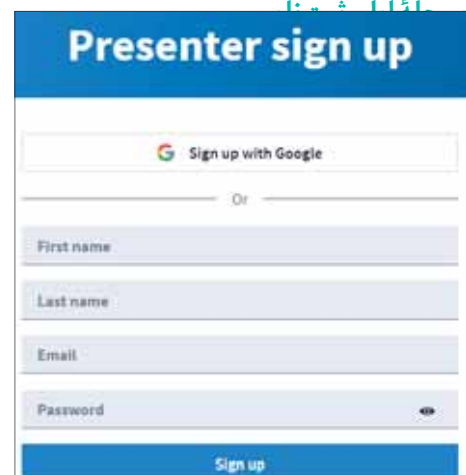 Presenter sign up
Sign up with Google
Or
First name
Last name
Email
Password
Sign up